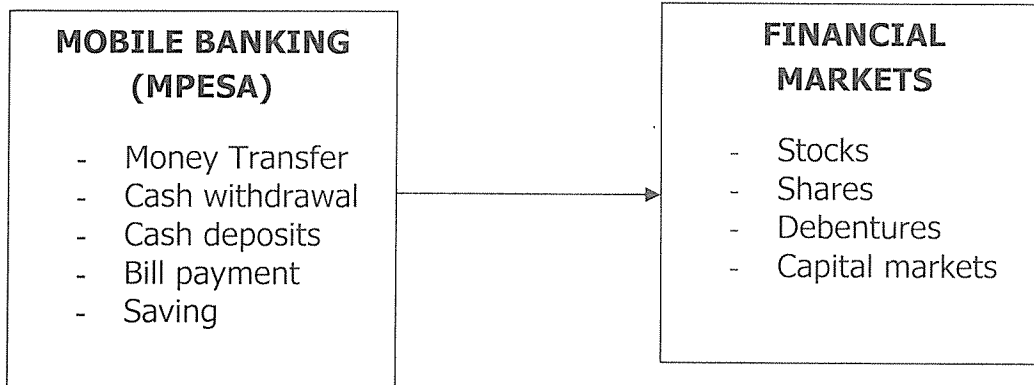 MOBILE BANKING
(MPESA)
- Money Transfer
- Cash withdrawal
- Cash deposits
- Bill payment
- Saving
FINANCIAL
MARKETS
- Stocks
- Shares
- Debentures
- Capital markets